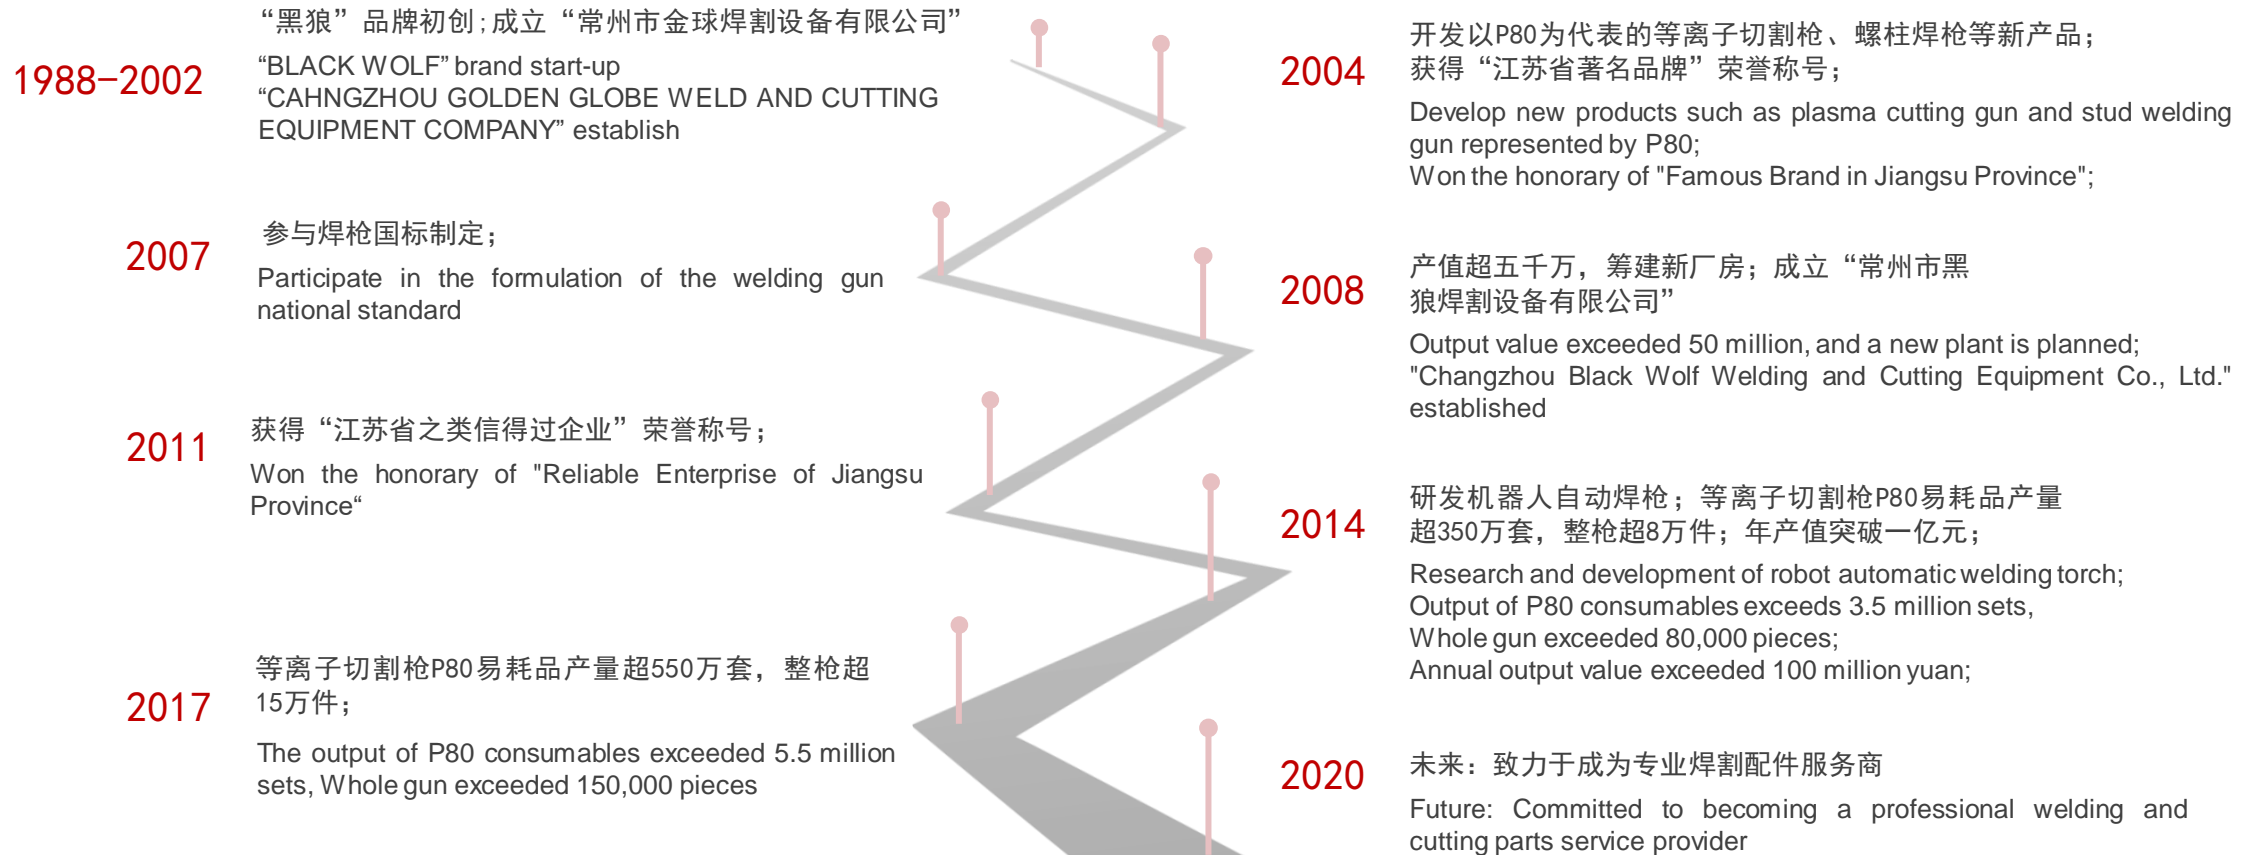 1988-2002
“黑狼”品牌初创;成立“常州市金球焊割设备有限公司”
“BLACK WOLF” brand start-up
“CAHNGZHOU GOLDEN GLOBE WELD AND CUTTING
EQUIPMENT COMPANY” establish
2004
开发以P80为代表的等离子切割枪、螺柱焊枪等新产品；
获得“江苏省著名品牌”荣誉称号；
Develop new products such as plasma cutting gun and stud welding
gun represented by P80;
Won the honorary of "Famous Brand in Jiangsu Province";
2007
参与焊枪国标制定；
Participate in the formulation of the welding gun
national standard
2008
产值超五千万，筹建新厂房；成立“常州市黑
狼焊割设备有限公司”
Output value exceeded 50 million, and a new plant is planned;
"Changzhou Black Wolf Welding and Cutting Equipment Co., Ltd."
established
2011
获得“江苏省之类信得过企业”荣誉称号；
Won the honorary of "Reliable Enterprise of Jiangsu
Province“
2014
研发机器人自动焊枪；等离子切割枪P80易耗品产量
超350万套，整枪超8万件；年产值突破一亿元；
Research and development of robot automatic welding torch;
Output of P80 consumables exceeds 3.5 million sets,
Whole gun exceeded 80,000 pieces;
Annual output value exceeded 100 million yuan;
2017
等离子切割枪P80易耗品产量超550万套，整枪超
15万件；
The output of P80 consumables exceeded 5.5 million
sets, Whole gun exceeded 150,000 pieces
2020
未来：致力于成为专业焊割配件服务商
Future: Committed to becoming a professional welding and
cutting parts service provider